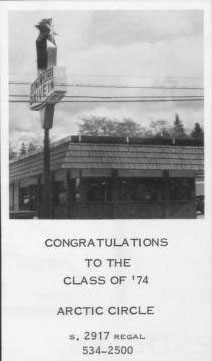 CONGRATULATIONS
TO THE
CLASS OF '74
ARCTIC CIRCLE
S. 2917 REGAL
534-2500